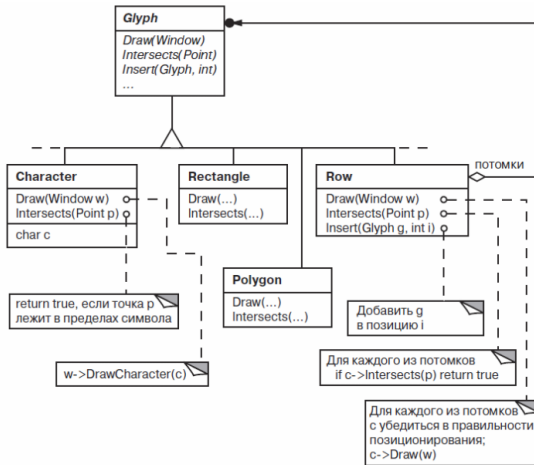 Glyph
Draw(Window)
Intersects(Point)
Insert(Glyph, int)
...
потомки
Character
Draw(Window w)
Intersects(Point p)
char c
Rectangle
Draw(...)
Intersects(...)
Row
Draw(Window w)
Intersects(Point p)
Insert(Glyph g, int i)
Polygon
Draw(...)
Intersects(...)
return true, если точка p
лежит в пределах символа
Добавить g
в позицию i
w->DrawCharacter(c)
Для каждого из потомков
if c->Intersects(p) return true
Для каждого из потомков
с убедиться в правильности
позиционирования;
c->Draw(w)